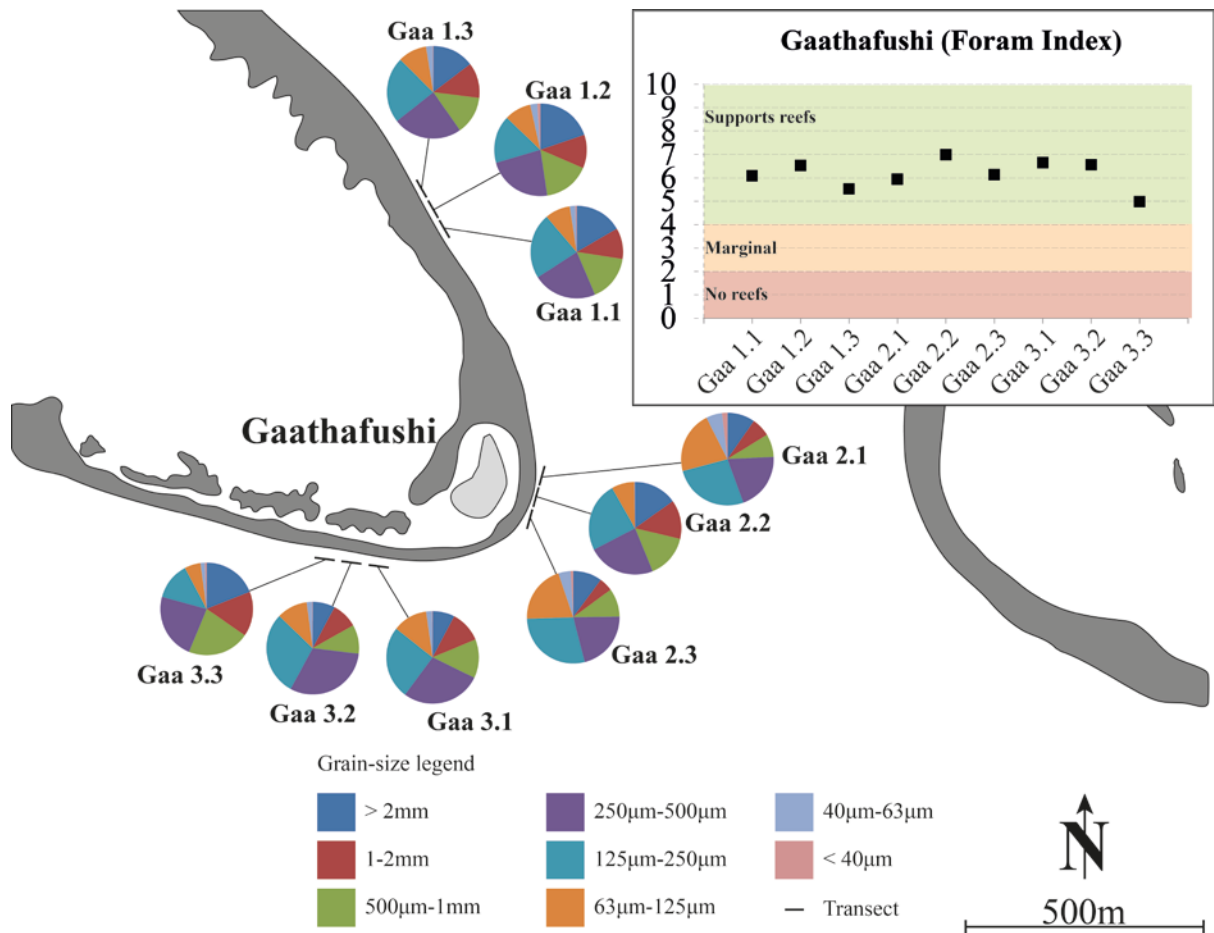 Gaa 1.3
Gaa 1.2
Gaa 1.1
Gaathafushi (Foram Index)
10
9
8
7
6
5
4
3
2
1
0
Supports reefs
Marginal
No reefs
Gaa 1.1
Gaa 1.2
Gaa 1.3
Gaa 2.1
Gaa 2.2
Gaa 2.3
Gaa 3.1
Gaa 3.2
Gaa 3.3
Gaathafushi
Gaa 2.1
Gaa 2.2
Gaa 2.3
Gaa 3.3
Gaa 3.2
Gaa 3.1
Grain-size legend
> 2mm
1-2mm
500μm-1mm
250μm-500μm
125μm-250μm
63μm-125μm
40μm-63μm
< 40μm
Transect
N
500m